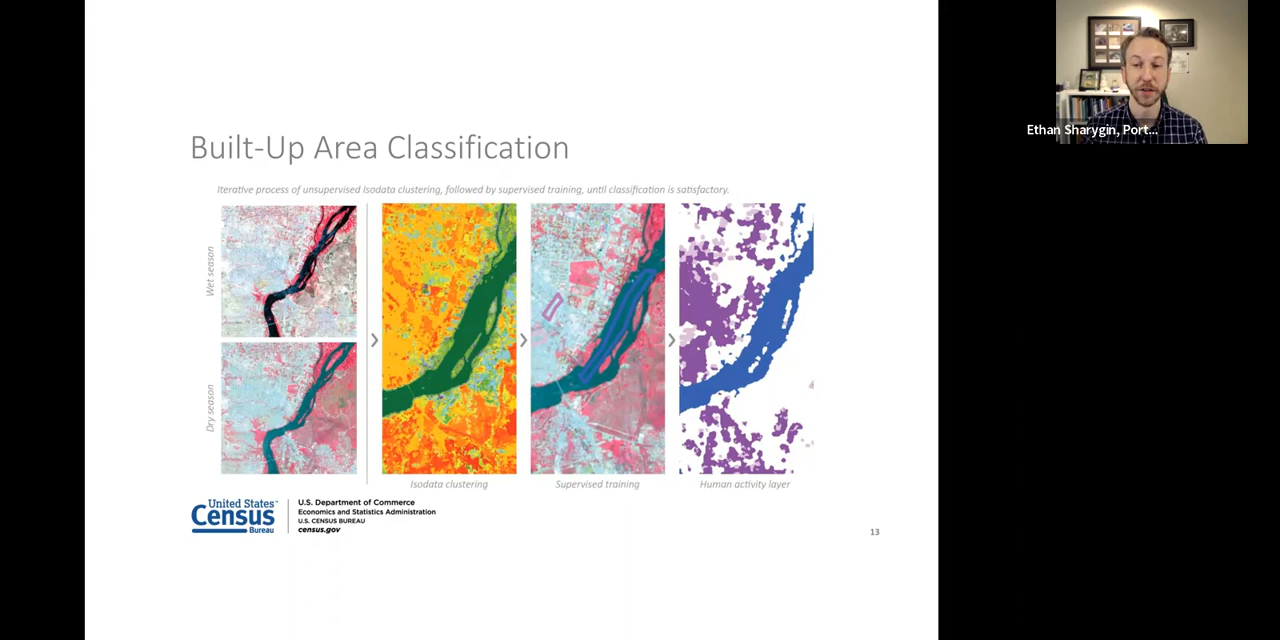 Ethan Sharygin, Port...
Built-Up Area Classification
Iterative process of unsupervised Isodata clustering, followed by supervised training, until classification is satisfactory.
Wet season
Dry season
Isodata clustering
Supervised training
Human activity layer
United States™
Census
Bureau
U.S. Department of Commerce
Economics and Statistics Administration
U.S. CENSUS BUREAU
census.gov
13